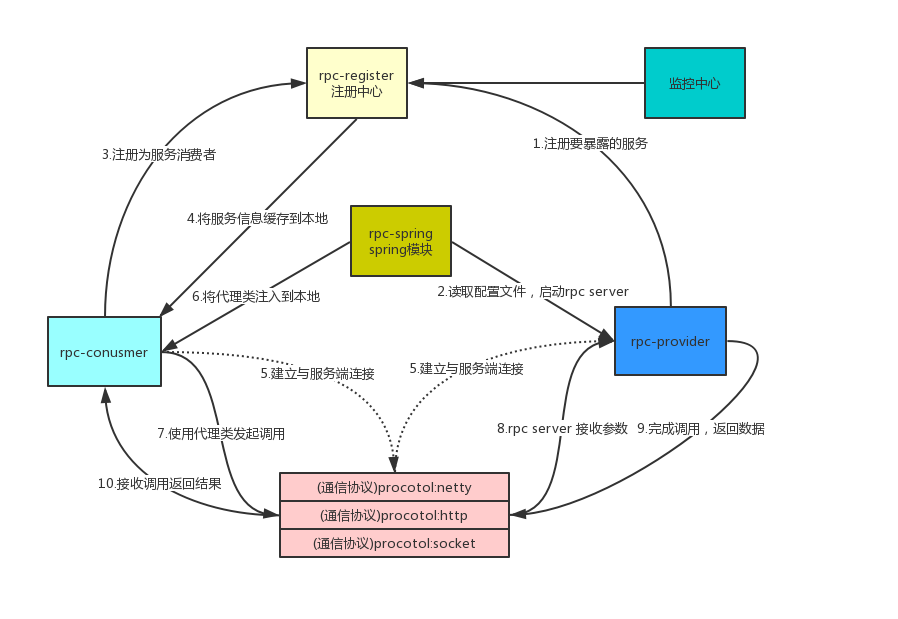 rpc-register
注册中心
监控中心
1.注册要暴露的服务
3.注册为服务消费者
4.将服务信息缓存到本地
rpc-spring
spring模块
2.读取配置文件，启动rpc server
6.将代理类注入到本地
rpc-conusmer
rpc-provider
5.建立与服务端连接
5.建立与服务端连接
7.使用代理类发起调用
8.rpc server 接收参数
9.完成调用，返回数据
10.接收调用返回结果
(通信协议)procotol:netty
(通信协议)procotol:http
(通信协议)procotol:socket